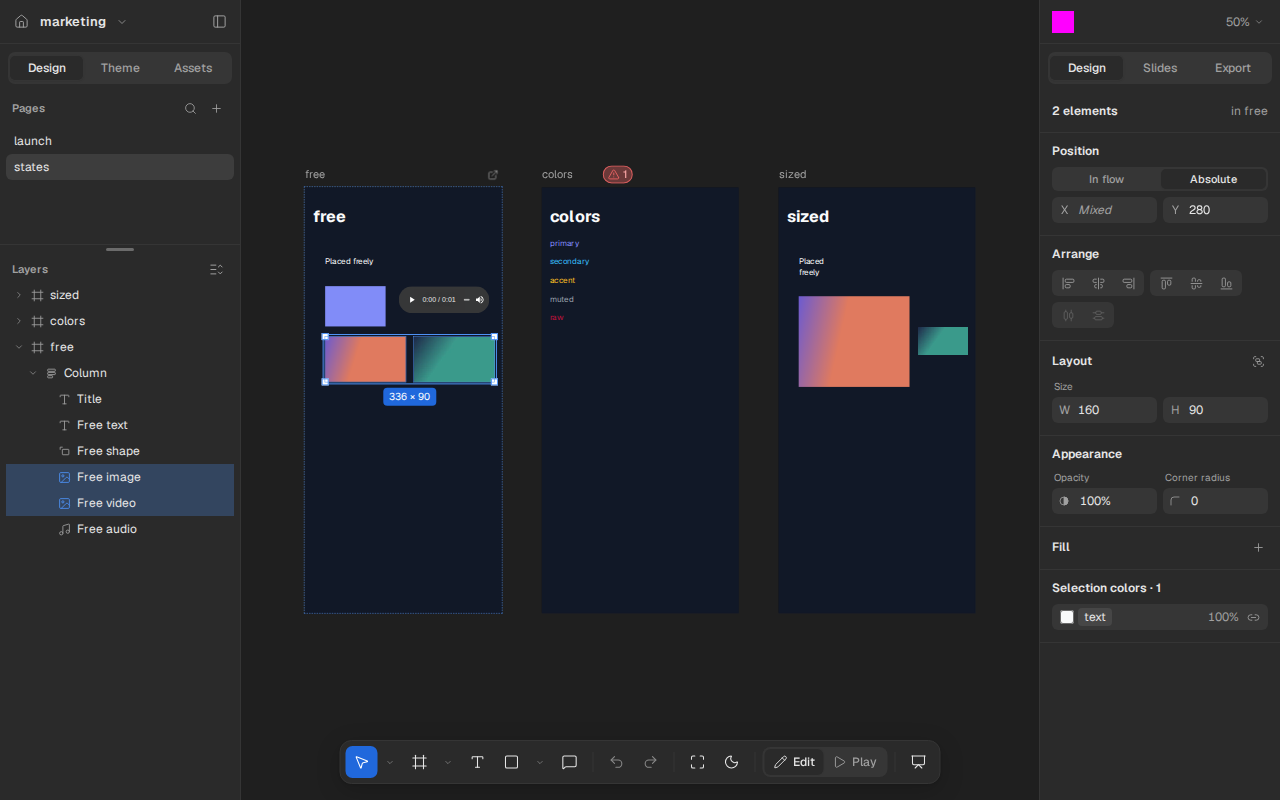 marketing
50%
Design
Theme
Assets
Design
Slides
Export
Pages
2 elements
in free
launch
states
Position
In flow
Absolute
X Mixed
Y 280
free
colors
1
sized
free
colors
sized
primary
secondary
accent
muted
raw
Placed freely
0:00 / 0:01
336 × 90
Placed
freely
Layers
sized
colors
free
Column
Title
Free text
Free shape
Free image
Free video
Free audio
Arrange
Layout
Size
W 160
H 90
Appearance
Opacity
Corner radius
100%
0
Fill
Selection colors · 1
text
100%
Edit
Play